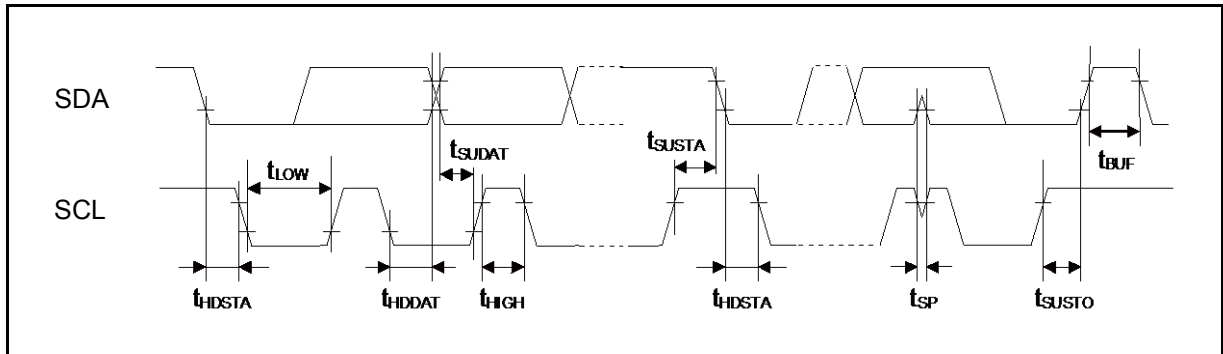 SDA
tSUSTA
tSUDAT
tBUF
tLOW
SCL
tHDSTA
tHDDAT
tHIGH
tHDSTA
tSP
tSUSTO